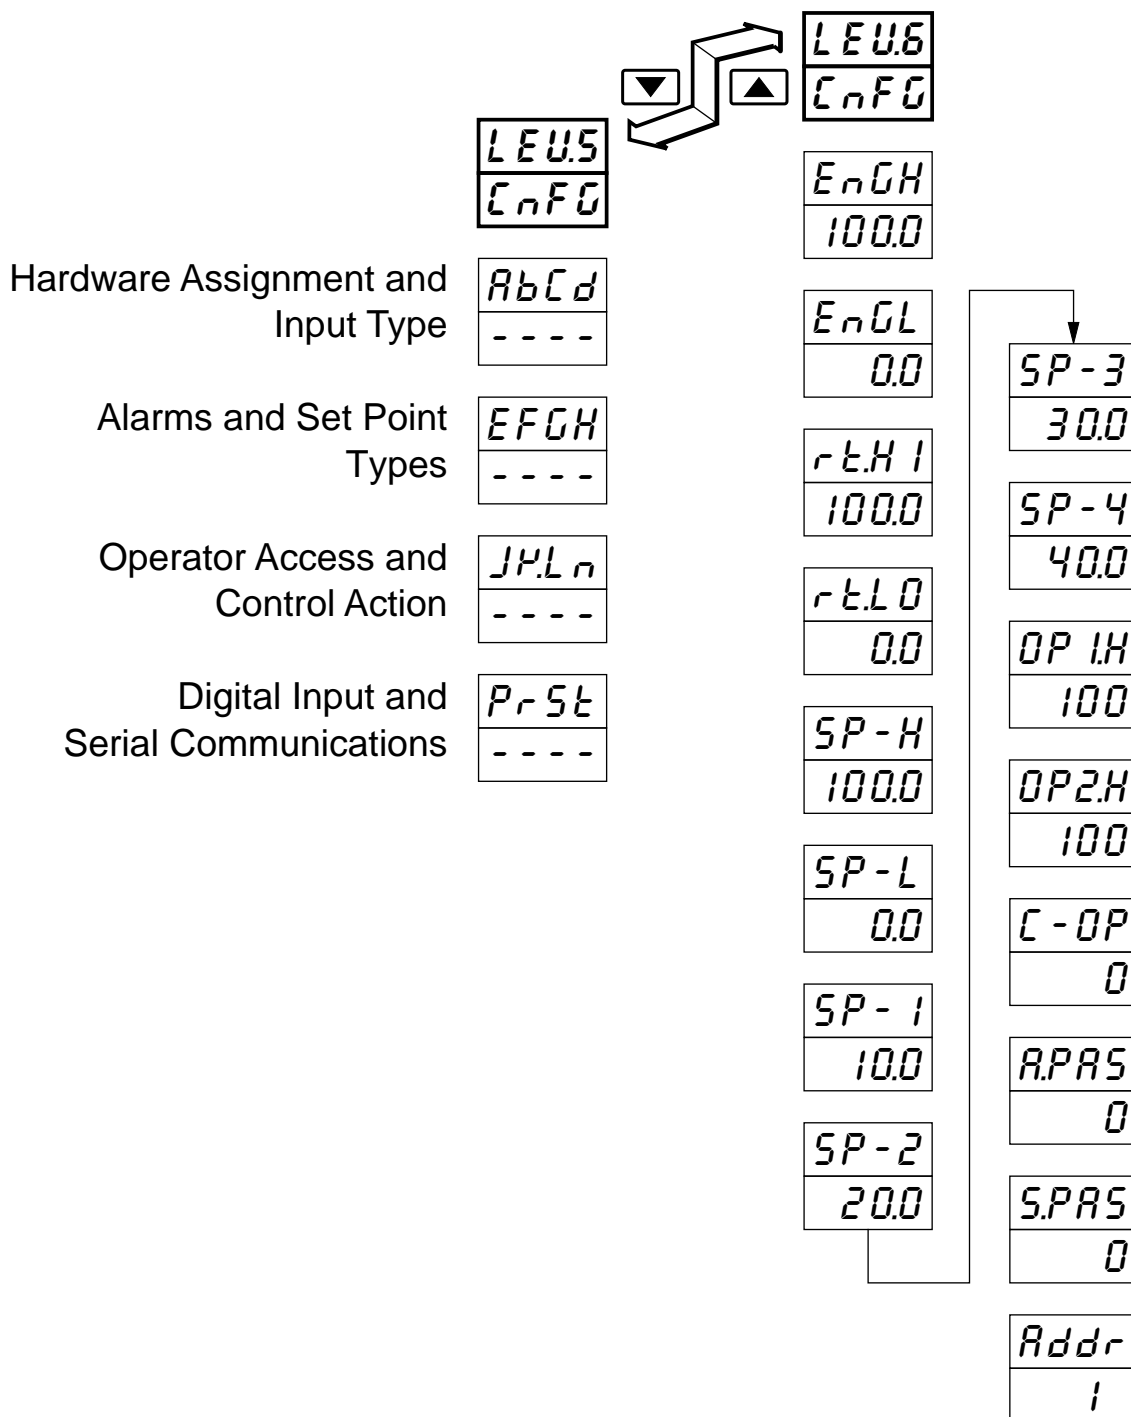 LEV.6
CnFG
LEV.5
CnFG
Hardware Assignment and
Input Type
AbCd
- - - -
Alarms and Set Point
Types
EFGH
- - - -
Operator Access and
Control Action
JK.Ln
- - - -
Digital Input and
Serial Communications
PrSt
- - - -
EnGH
100.0
EnGL
0.0
rt.HI
100.0
rt.LO
0.0
SP-H
100.0
SP-L
0.0
SP-1
10.0
SP-2
20.0
SP-3
30.0
SP-4
40.0
OP1.H
100
OP2.H
100
C-OP
0
A.PAS
0
S.PAS
0
Addr
1